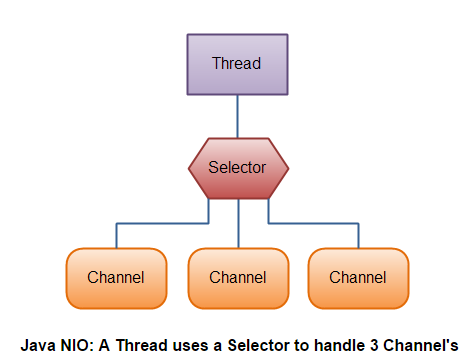 Thread
Selector
Channel Channel Channel
Java NIO: A Thread uses a Selector to handle 3 Channel's